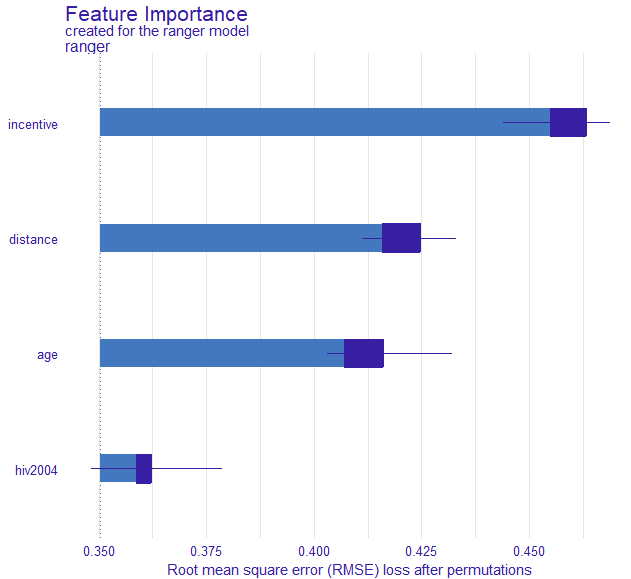 Feature Importance
created for the ranger model
ranger
incentive
distance
age
hiv2004
0.350 0.375 0.400 0.425 0.450
Root mean square error (RMSE) loss after permutations